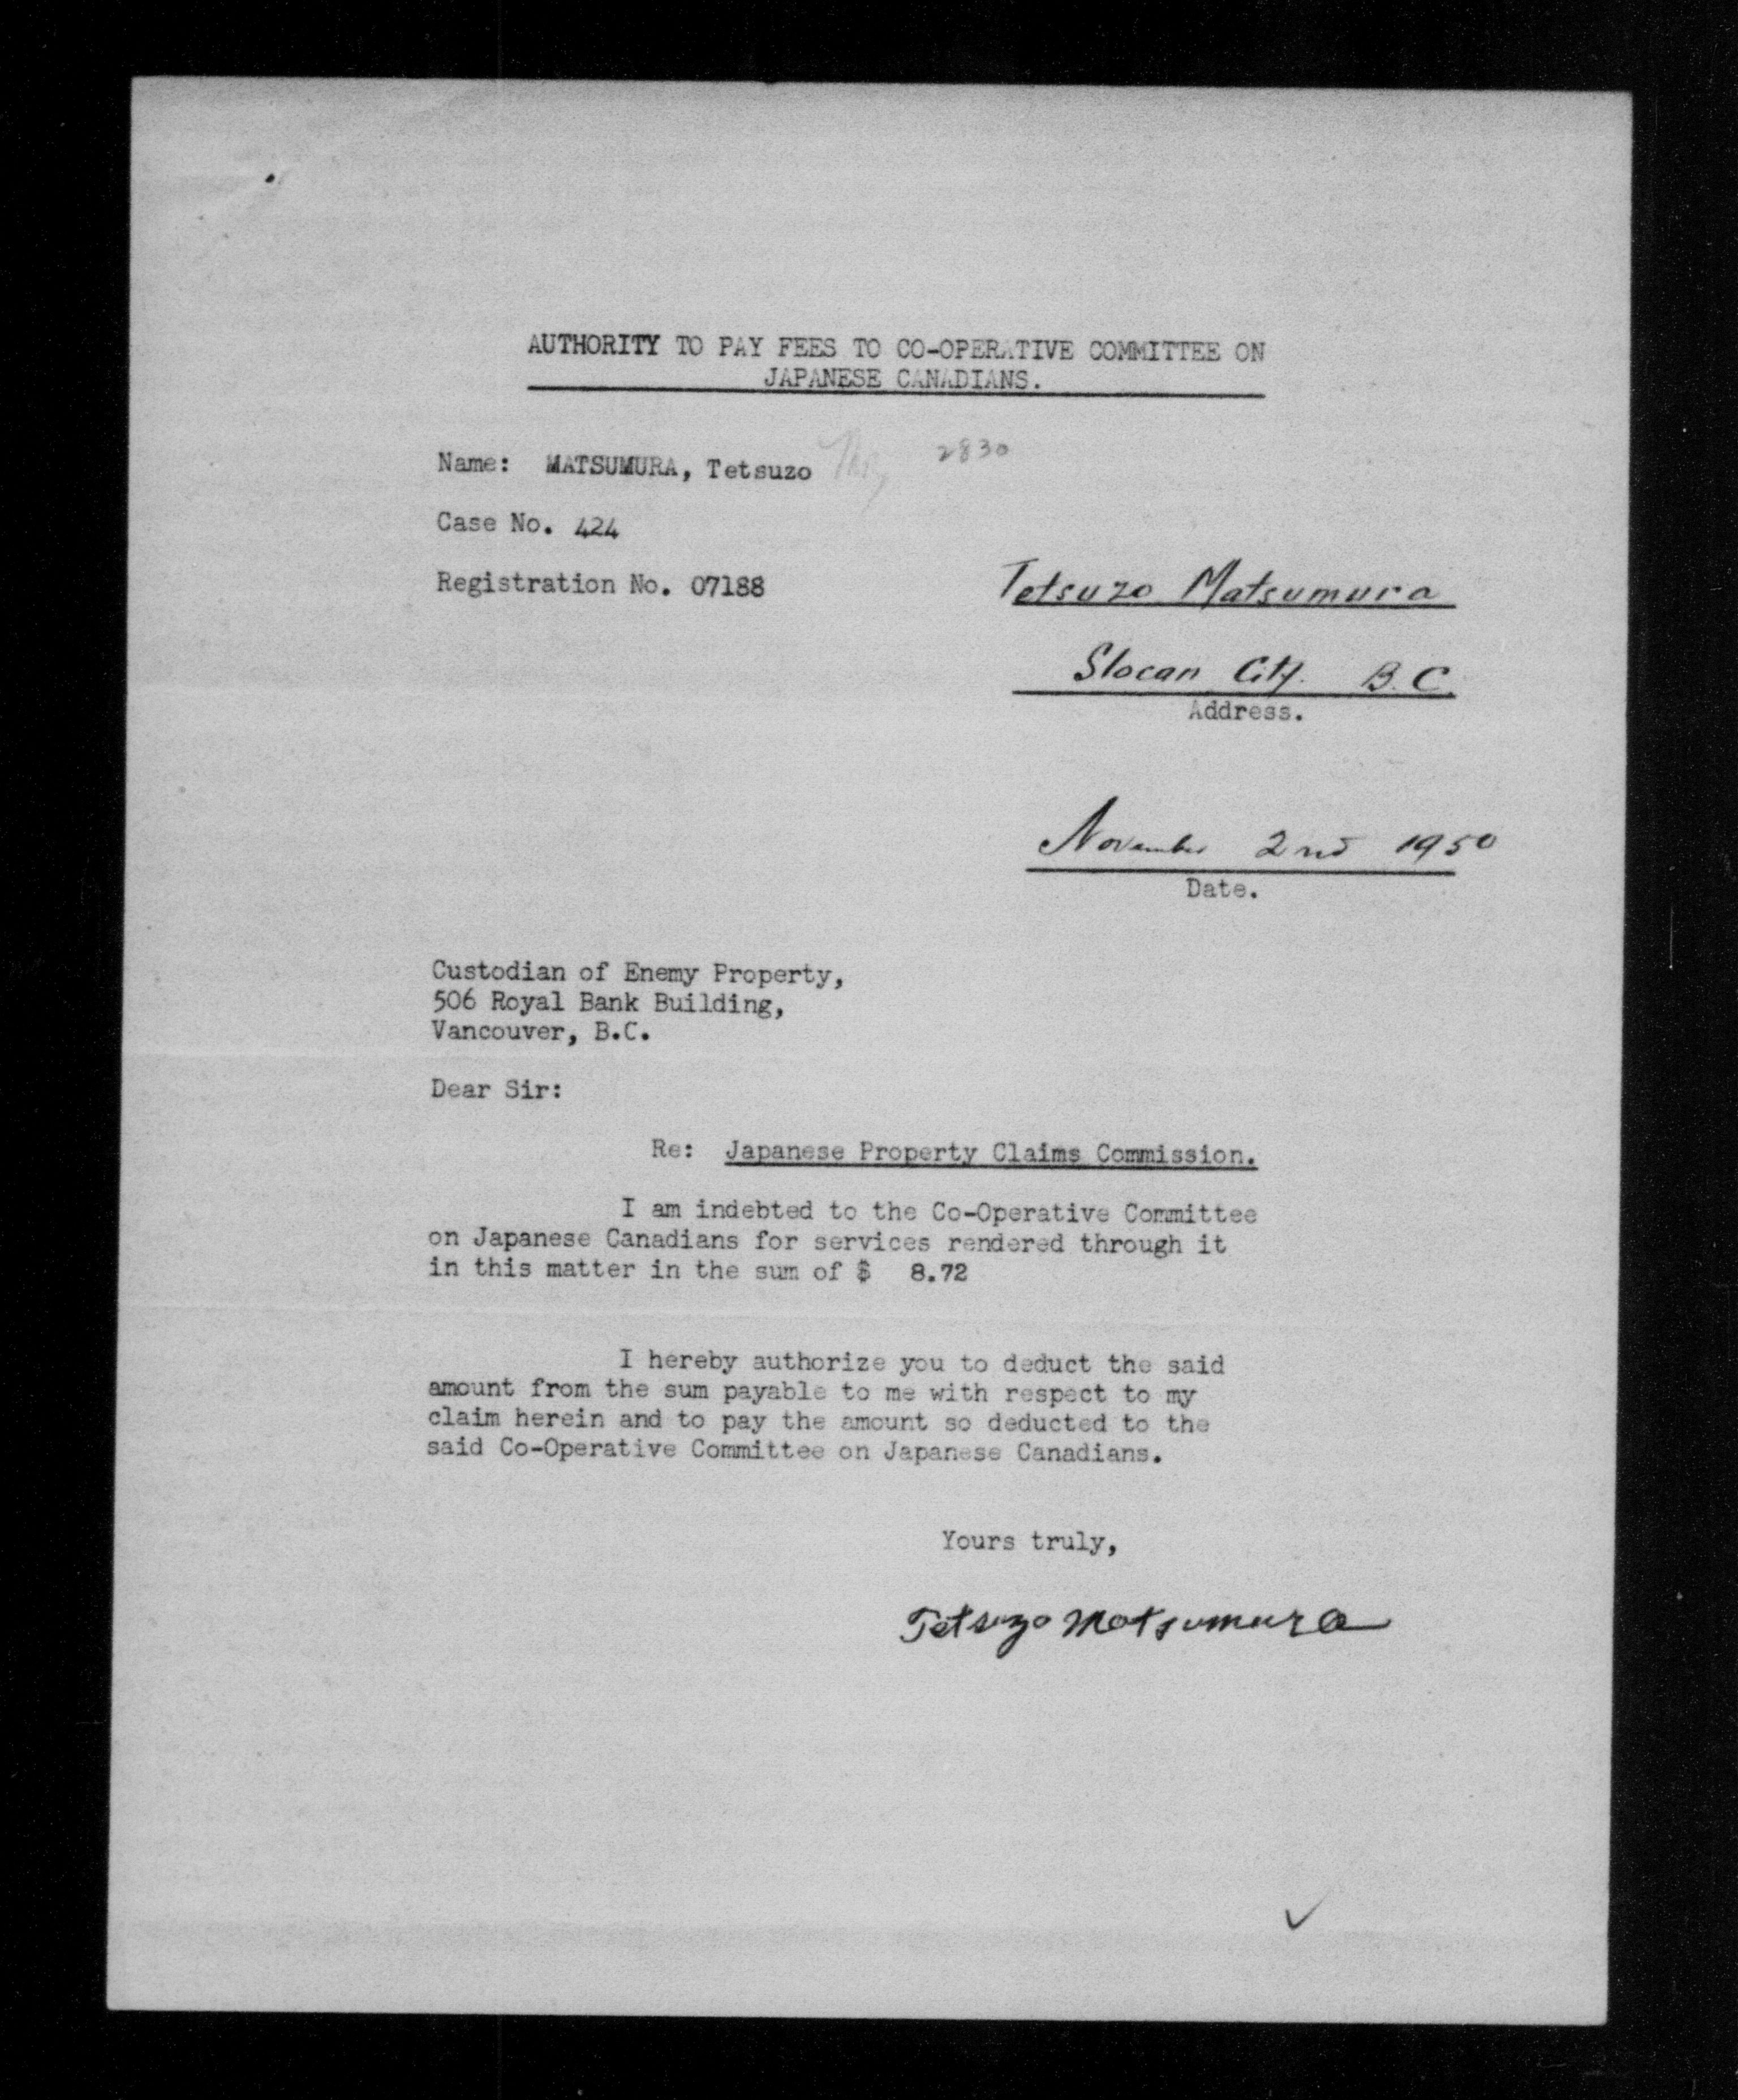 AUTHORITY TO PAY FEES TO CO-OPERATIVE COMMITTEE ON
JAPANESE CANADIANS.
Name: MATSUMURA, Tetsuzo 2830
Case No. 424
Registration No. 07188
Tetsuzo Matsumura
Slocan City. B.C.
Address.
November 2nd 1950
Date.
Custodian of Enemy Property,
506 Royal Bank Building,
Vancouver, B.C.
Dear Sir:
Re: Japanese Property Claims Commission.
I am indebted to the Co-Operative Committee
on Japanese Canadians for services rendered through it
in this matter in the sum of $ 8.72
I hereby authorize you to deduct the said
amount from the sum payable to me with respect to my
claim herein and to pay the amount so deducted to the
said Co-Operative Committee on Japanese Canadians.
Yours truly,
Tetsuzo Matsumura